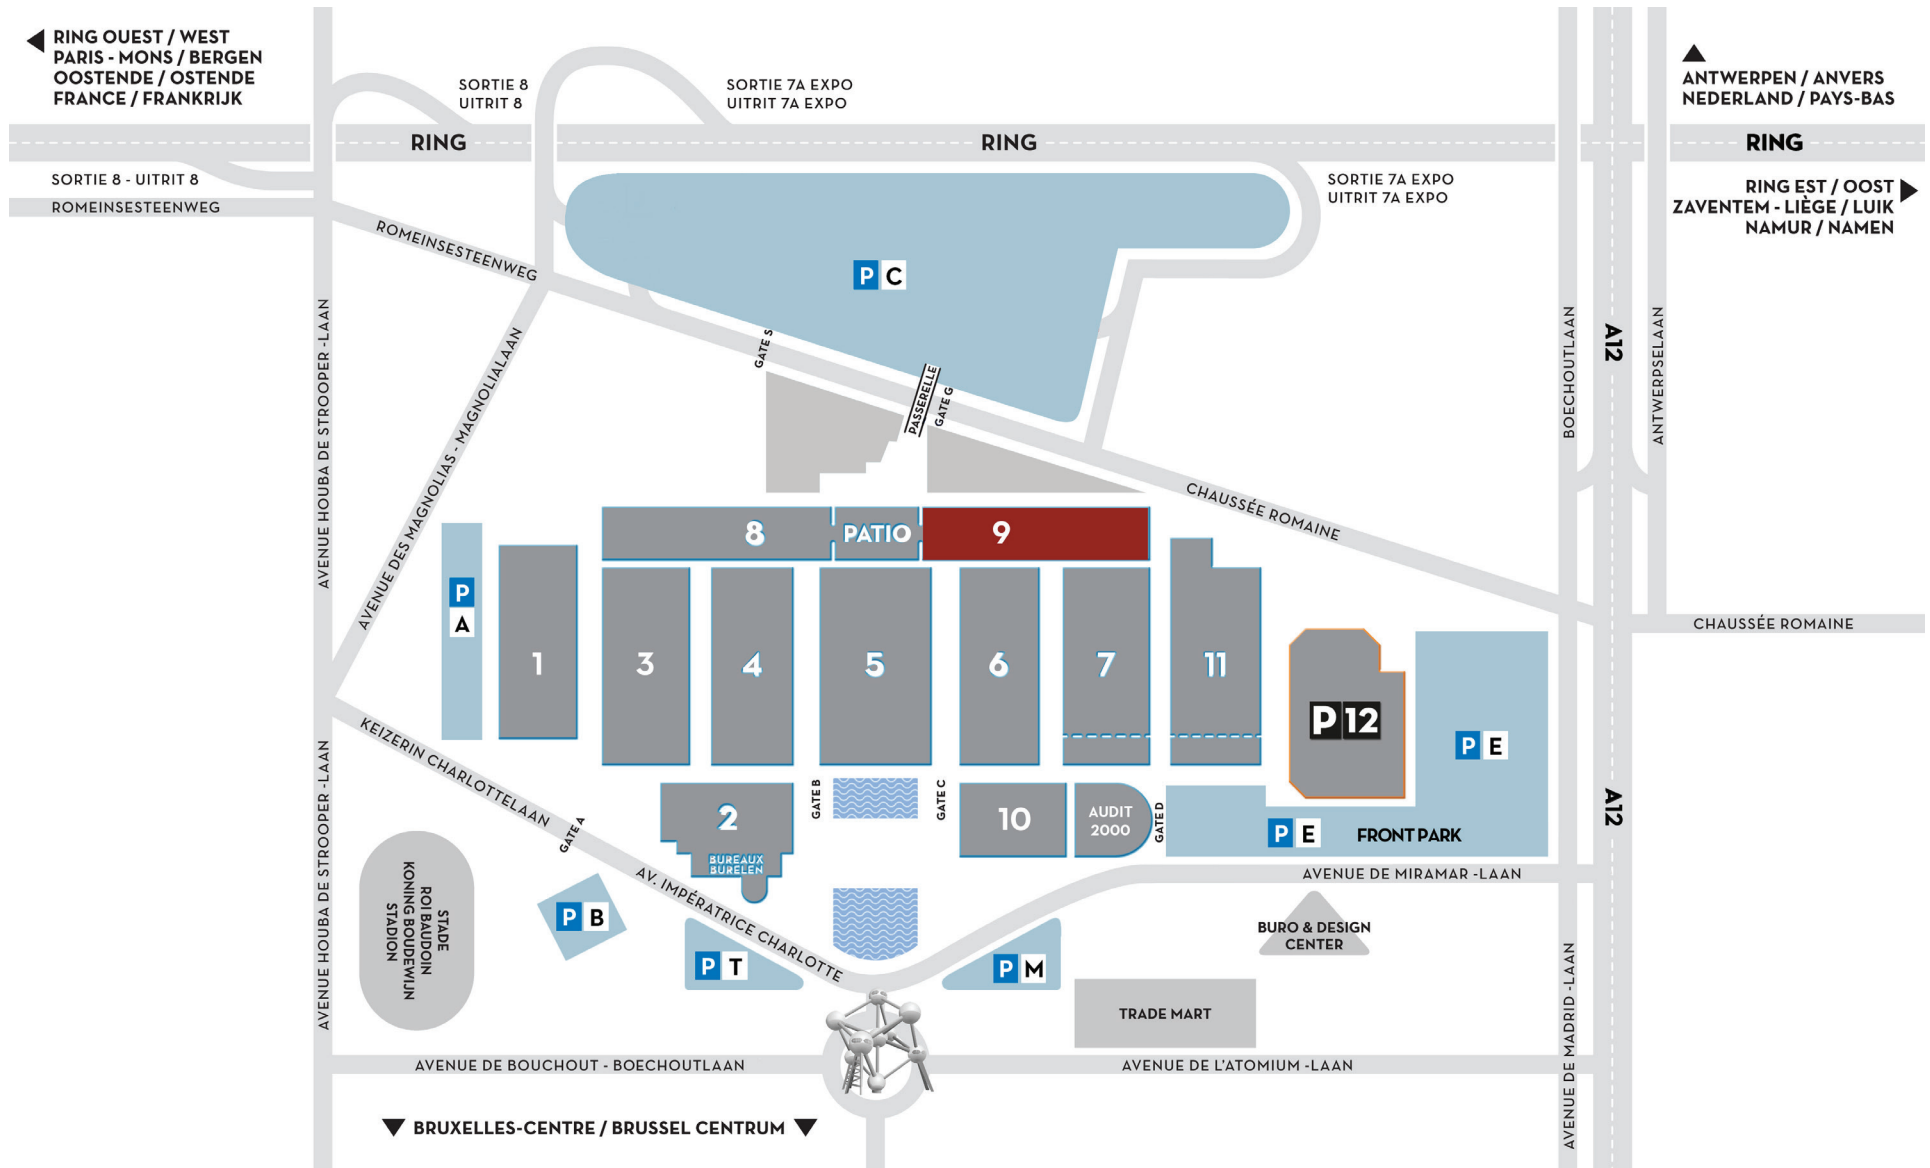 RING OUEST / WEST
PARIS - MONS / BERGEN
OOSTENDE / OSTENDE
FRANCE / FRANKRIJK
SORTIE 8
UITRIT 8
SORTIE 7A EXPO
UITRIT 7A EXPO
ANTWERPEN / ANVERS
NEDERLAND / PAYS-BAS
RING
RING
RING
SORTIE 8 - UITRIT 8
ROMEINSESTEENWEG
SORTIE 7A EXPO
UITRIT 7A EXPO
RING EST / OOST
ZAVENTEM - LIÈGE / LUIK
NAMUR / NAMEN
ROMEINSESTEENWEG
P C
AVENUE HOUBA DE STROOPER -LAAN
AVENUE DES MAGNOLIAS - MAGNOLIALAAN
GATE S
PASSERELLE
GATE G
BOECHOUTLAAN
A12
ANTWERPSELAAN
CHAUSSÉE ROMAINE
CHAUSSÉE ROMAINE
8
PATIO
9
P
A
1
3
4
5
6
7
11
P 12
P E
KEIZERIN CHARLOTTELAAN
GATE A
2
BUREAUX
BURELEN
GATE B
GATE C
10
AUDIT
2000
GATE D
P E
FRONT PARK
A12
AVENUE HOUBA DE STROOPER -LAAN
STADE
ROI BAUDOIN
KONING BOUDEWIJN
STADION
AV. IMPÉRATRICE CHARLOTTE
AVENUE DE MIRAMAR -LAAN
P B
P T
P M
BURO & DESIGN
CENTER
TRADE MART
AVENUE DE MADRID -LAAN
AVENUE DE BOUCHOUT - BOECHOUTLAAN
AVENUE DE L'ATOMIUM -LAAN
BRUXELLES-CENTRE / BRUSSEL CENTRUM